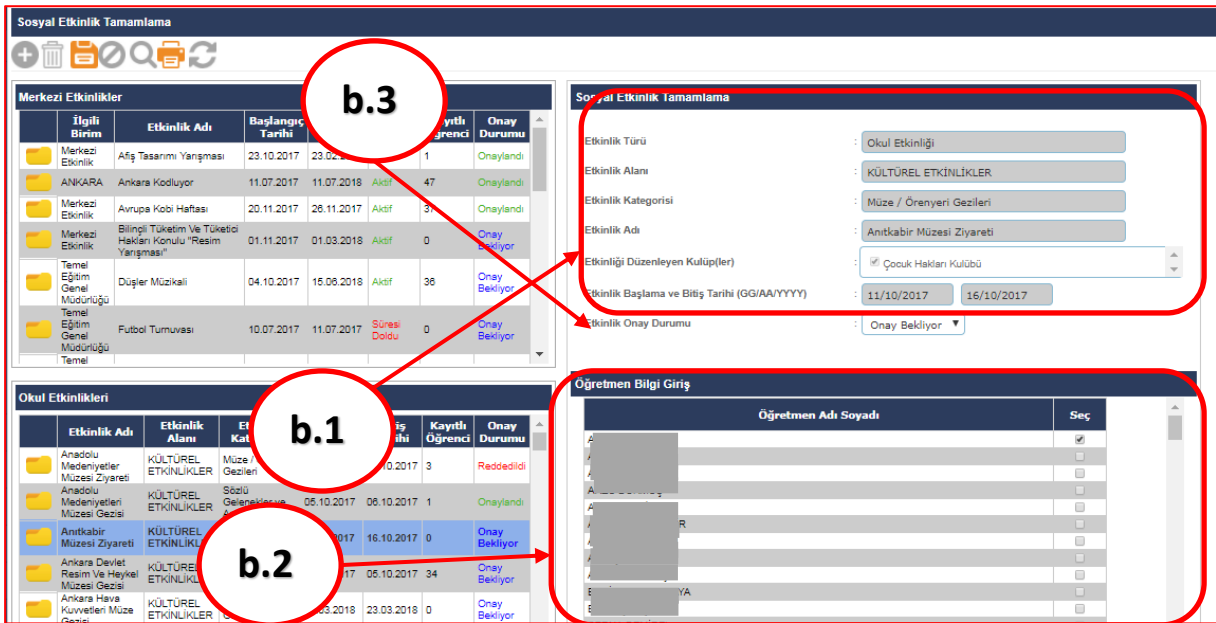 Sosyal Etkinlik Tamamlama
Merkezi Etkinlikler
İlgili Birim Etkinlik Adı Başlangıç Tarihi Onay Durumu
Merkezi Etkinlik Afiş Tasarımı Yarışması 23.10.2017 1 Onaylandı
ANKARA Ankara Kodluyor 11.07.2017 11.07.2018 Aktif 47 Onaylandı
Merkezi Etkinlik Avrupa Kobi Haftası 20.11.2017 26.11.2017 Aktif Onaylandı
Merkezi Etkinlik Bilinçli Tüketim Ve Tüketici Hakları Konulu "Resim Yarışması" 01.11.2017 01.03.2018 Aktif 0 Onay Bekliyor
Temel Eğitim Genel Müdürlüğü Düşler Müzikali 04.10.2017 15.06.2018 Aktif 36 Onay Bekliyor
Temel Eğitim Genel Müdürlüğü Futbol Turnuvası 10.07.2017 11.07.2017 Süresi Doldu 0 Onay Bekliyor
Temel
b.3
Sosyal Etkinlik Tamamlama
Etkinlik Türü : Okul Etkinliği
Etkinlik Alanı : KÜLTÜREL ETKİNLİKLER
Etkinlik Kategorisi : Müze / Örenyeri Gezileri
Etkinlik Adı : Anıtkabir Müzesi Ziyareti
Etkinliği Düzenleyen Kulüp(ler) : Çocuk Hakları Kulübü
Etkinlik Başlama ve Bitiş Tarihi (GG/AA/YYYY) : 11/10/2017 16/10/2017
Etkinlik Onay Durumu : Onay Bekliyor
Okul Etkinlikleri
Etkinlik Adı Etkinlik Alanı Kayıtlı Öğrenci Onay Durumu
Anadolu Medeniyetler Müzesi Ziyareti KÜLTÜREL ETKİNLİKLER Müze / Gezileri 3 Reddedildi
Anadolu Medeniyetleri Müzesi Gezisi KÜLTÜREL ETKİNLİKLER Sözlü Gelenekler ve 05.10.2017 06.10.2017 1 Onaylandı
Anıtkabir Müzesi Ziyareti KÜLTÜREL 16.10.2017 0 Onay Bekliyor
Ankara Devlet Resim Ve Heykel Müzesi Gezisi KÜLTÜREL 05.10.2017 34 Onay Bekliyor
Ankara Hava Kuvvetleri Müze Gezisi KÜLTÜREL 23.03.2018 0 Onay Bekliyor
b.1
b.2
Öğretmen Bilgi Giriş
Öğretmen Adı Soyadı Seç